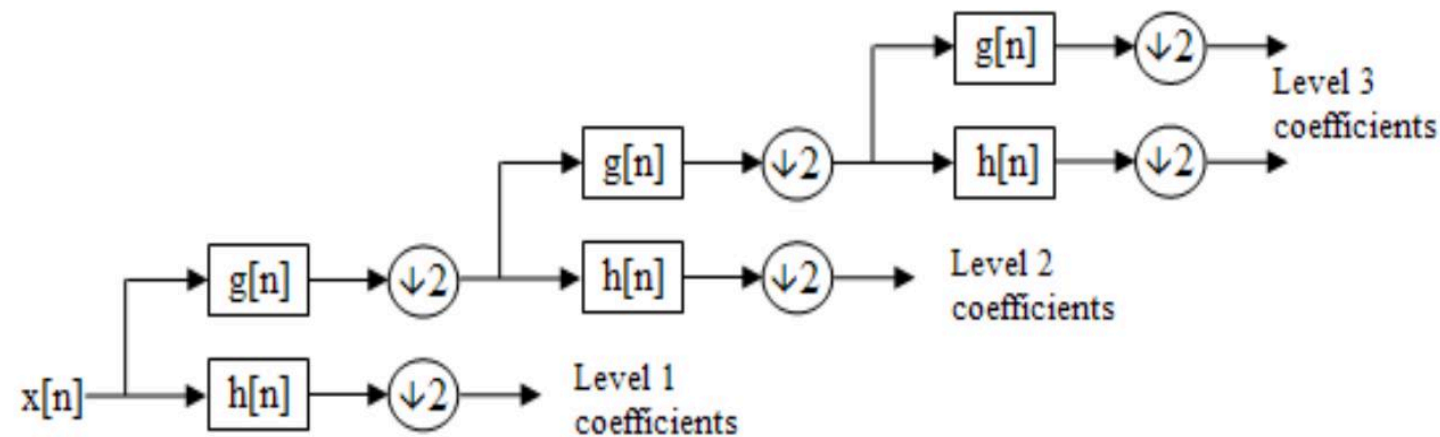 g[n] ↓2
Level 3
coefficients
g[n] ↓2 h[n] ↓2
g[n] ↓2 h[n] ↓2
Level 2
coefficients
x[n] h[n] ↓2
Level 1
coefficients